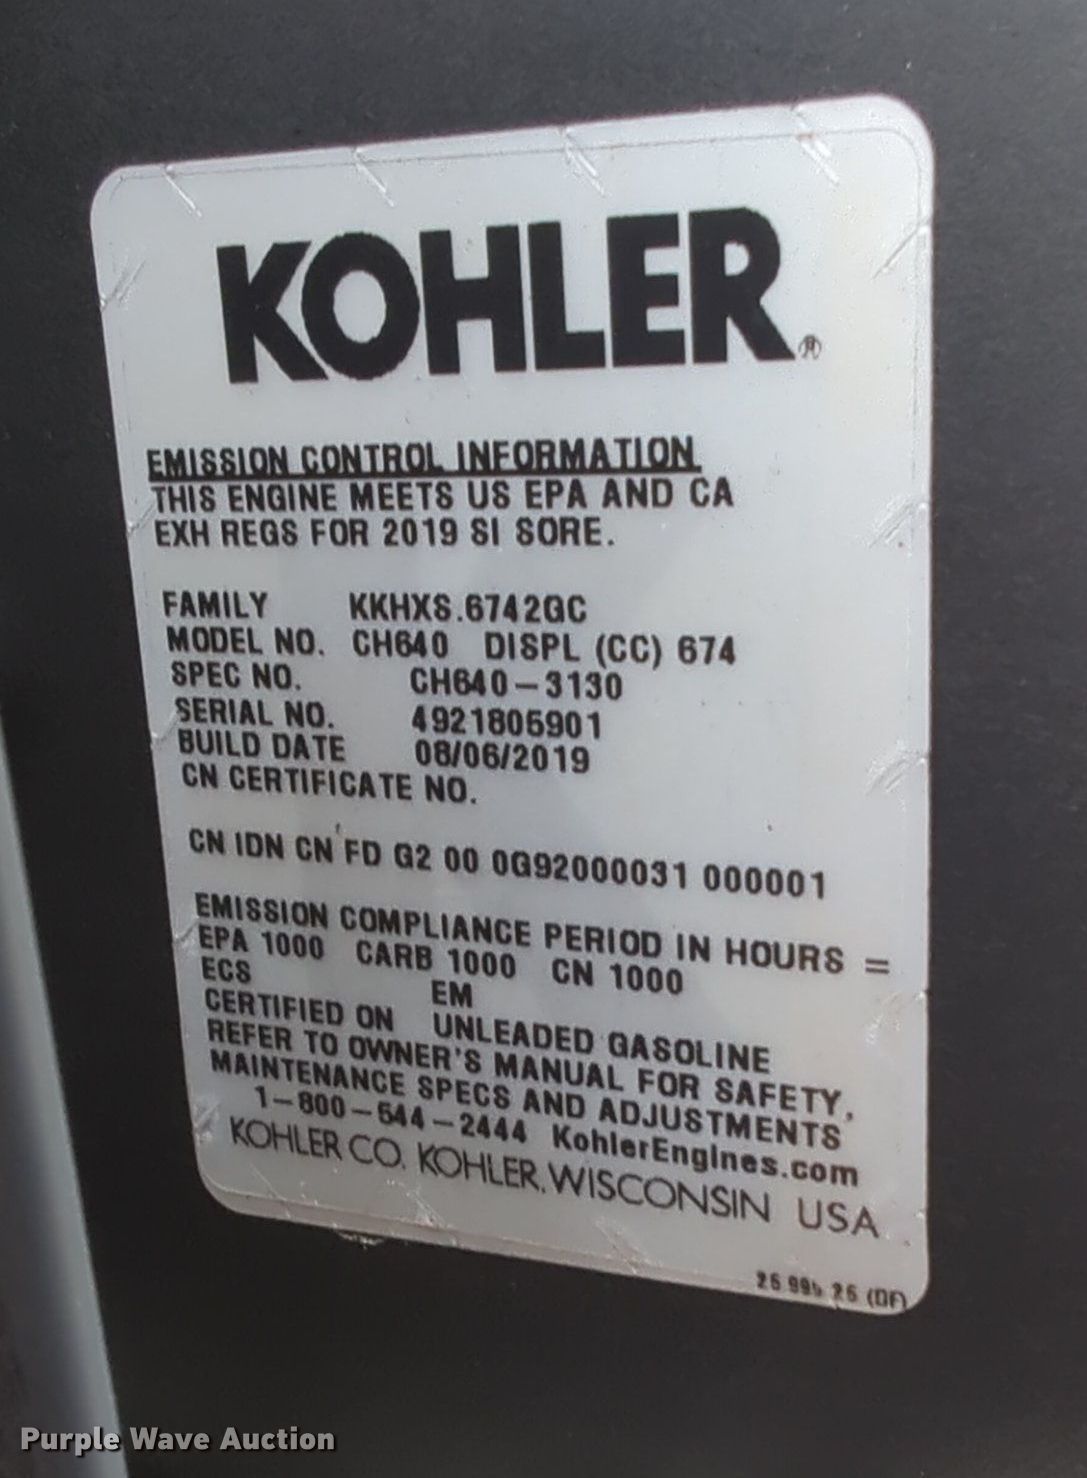 KOHLER®
EMISSION CONTROL INFORMATION
THIS ENGINE MEETS US EPA AND CA
EXH REGS FOR 2019 SI SORE.
FAMILY KKHXS.6742GC
MODEL NO. CH640 DISPL (CC) 674
SPEC NO. CH640-3130
SERIAL NO. 4921805901
BUILD DATE 08/06/2019
CN CERTIFICATE NO.
CN IDN CN FD G2 00 0G92000031 000001
EMISSION COMPLIANCE PERIOD IN HOURS =
EPA 1000 CARB 1000 CN 1000
ECS EM
CERTIFIED ON UNLEADED GASOLINE
REFER TO OWNER'S MANUAL FOR SAFETY,
MAINTENANCE SPECS AND ADJUSTMENTS
1-800-544-2444 KohlerEngines.com
KOHLER CO. KOHLER, WISCONSIN USA
25 26 (DF)
Purple Wave Auction